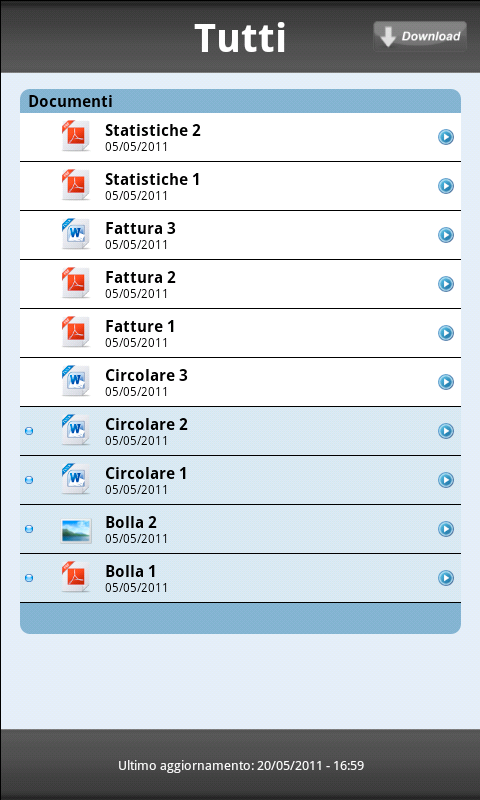 Tutti
Download
Documenti
Statistiche 2
05/05/2011
Statistiche 1
05/05/2011
Fattura 3
05/05/2011
Fattura 2
05/05/2011
Fatture 1
05/05/2011
Circolare 3
05/05/2011
Circolare 2
05/05/2011
Circolare 1
05/05/2011
Bolla 2
05/05/2011
Bolla 1
05/05/2011
Ultimo aggiornamento: 20/05/2011 - 16:59